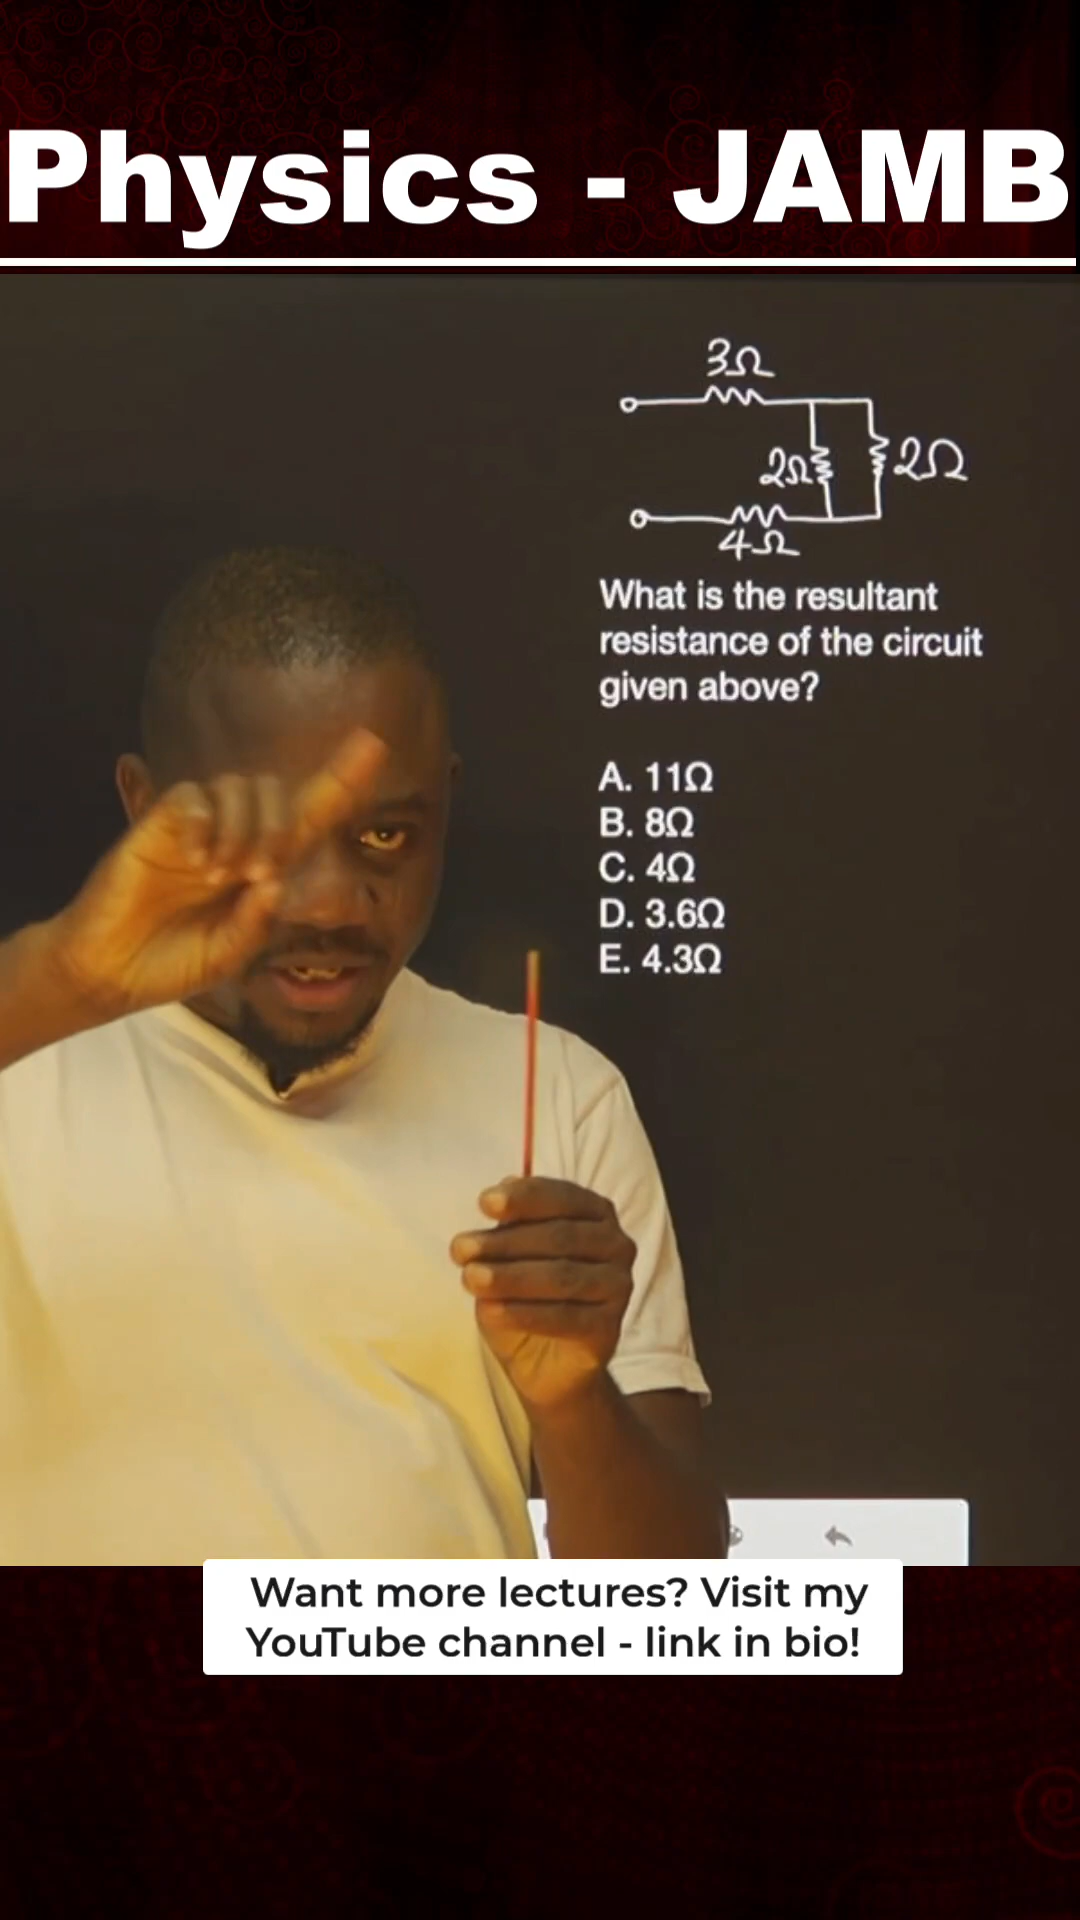 Physics - JAMB
3Ω
2Ω
2Ω
4Ω
What is the resultant
resistance of the circuit
given above?
A. 11Ω
B. 8Ω
C. 4Ω
D. 3.6Ω
E. 4.3Ω
Want more lectures? Visit my
YouTube channel - link in bio!